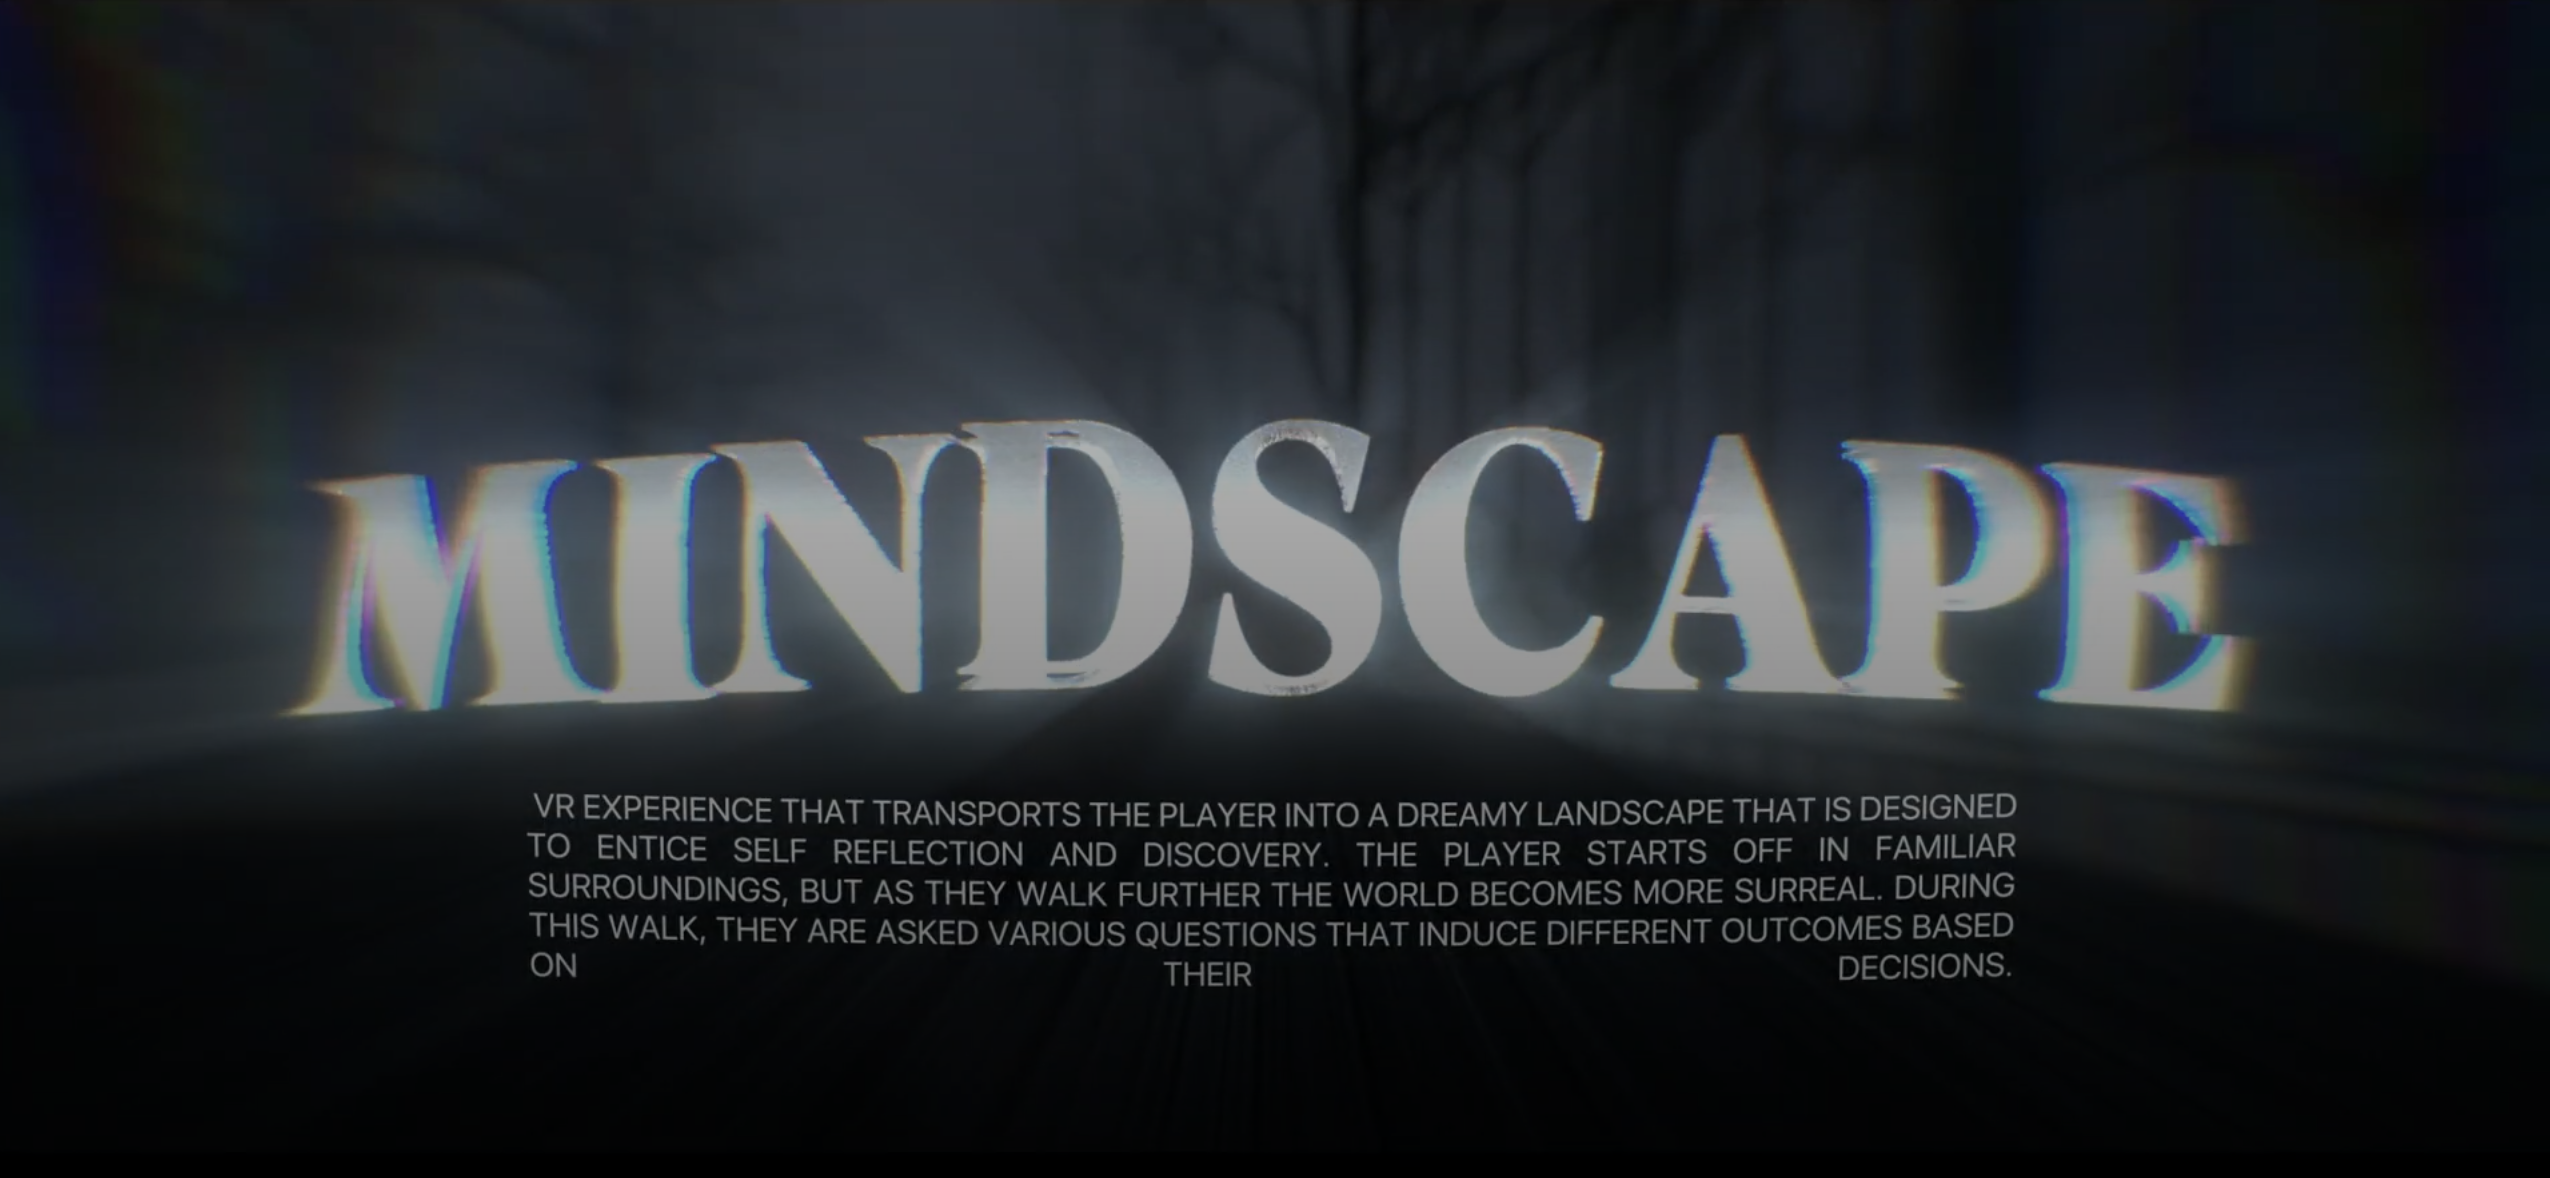 MINDSCAPE
VR EXPERIENCE THAT TRANSPORTS THE PLAYER INTO A DREAMY LANDSCAPE THAT IS DESIGNED
TO ENTICE SELF REFLECTION AND DISCOVERY. THE PLAYER STARTS OFF IN FAMILIAR
SURROUNDINGS, BUT AS THEY WALK FURTHER THE WORLD BECOMES MORE SURREAL. DURING
THIS WALK, THEY ARE ASKED VARIOUS QUESTIONS THAT INDUCE DIFFERENT OUTCOMES BASED
ON THEIR DECISIONS.